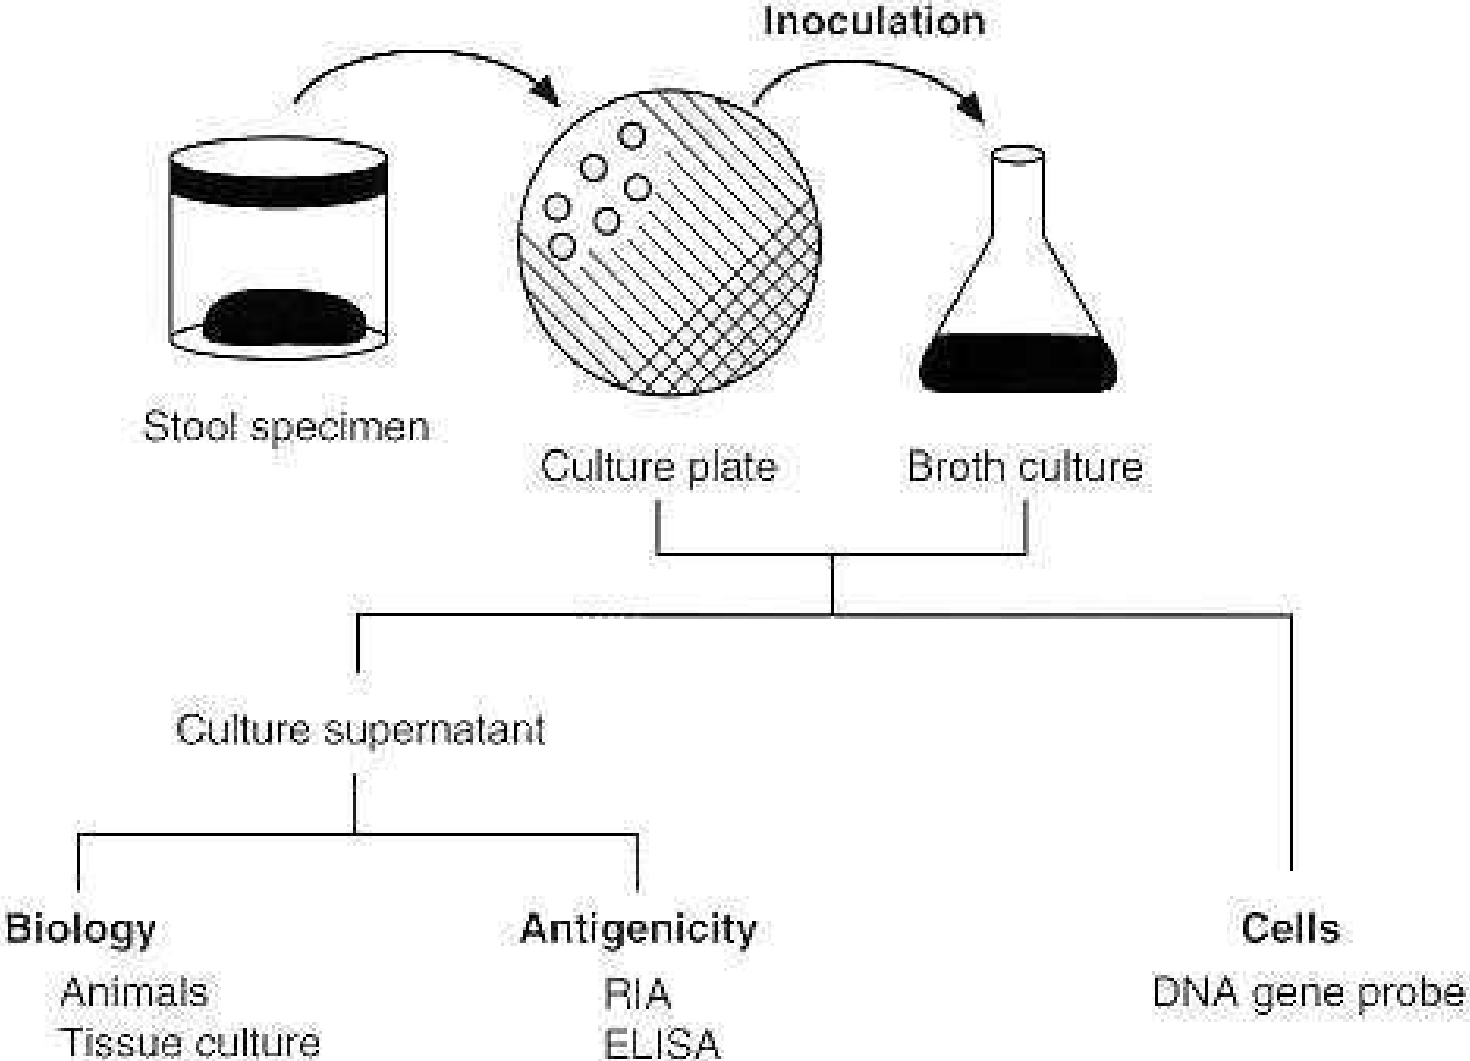 Inoculation
Stool specimen
Culture plate
Broth culture
Culture supernatant
Biology
Animals
Tissue culture
Antigenicity
RIA
ELISA
Cells
DNA gene probe